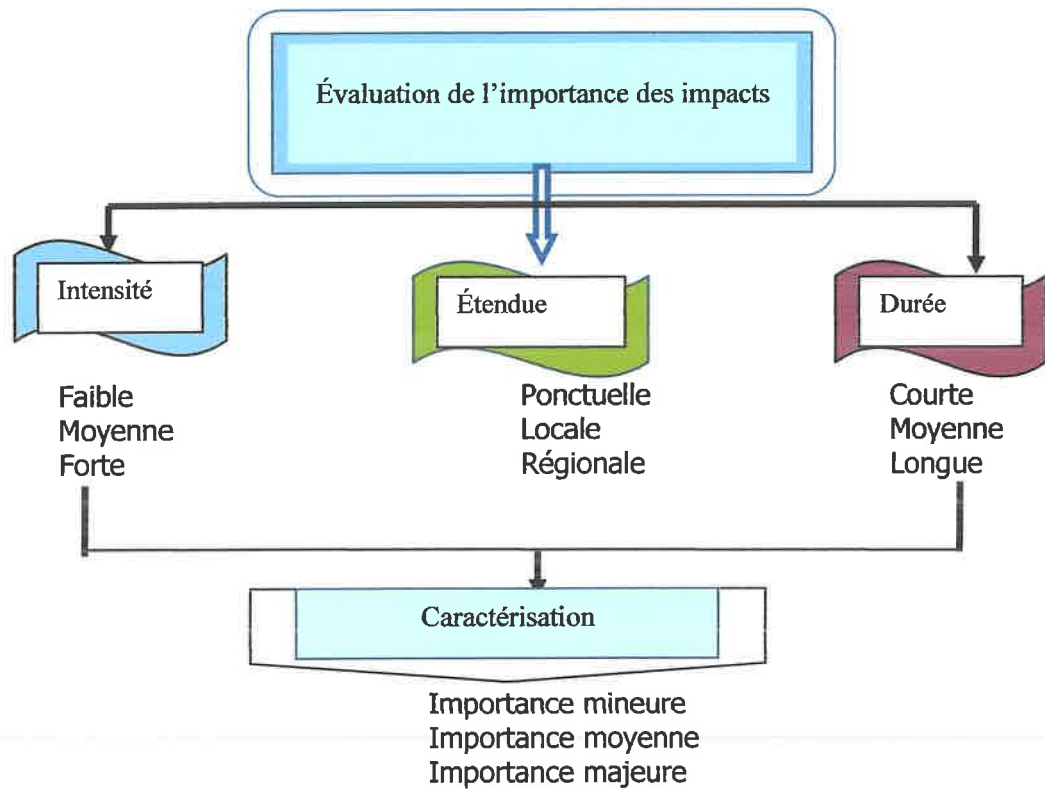 Évaluation de l'importance des impacts
Intensité
Faible
Moyenne
Forte
Étendue
Ponctuelle
Locale
Régionale
Durée
Courte
Moyenne
Longue
Caractérisation
Importance mineure
Importance moyenne
Importance majeure